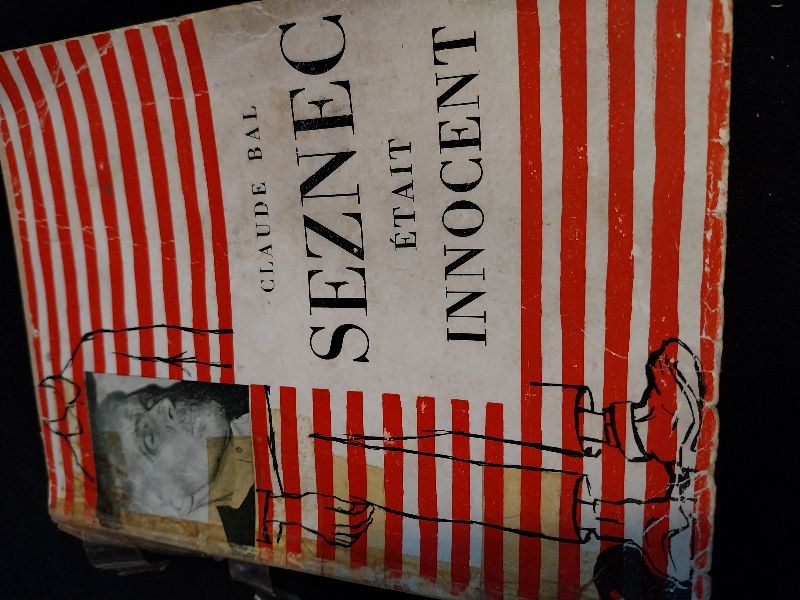 CLAUDE BAL
SEZNEC
ÉTAIT
INNOCENT